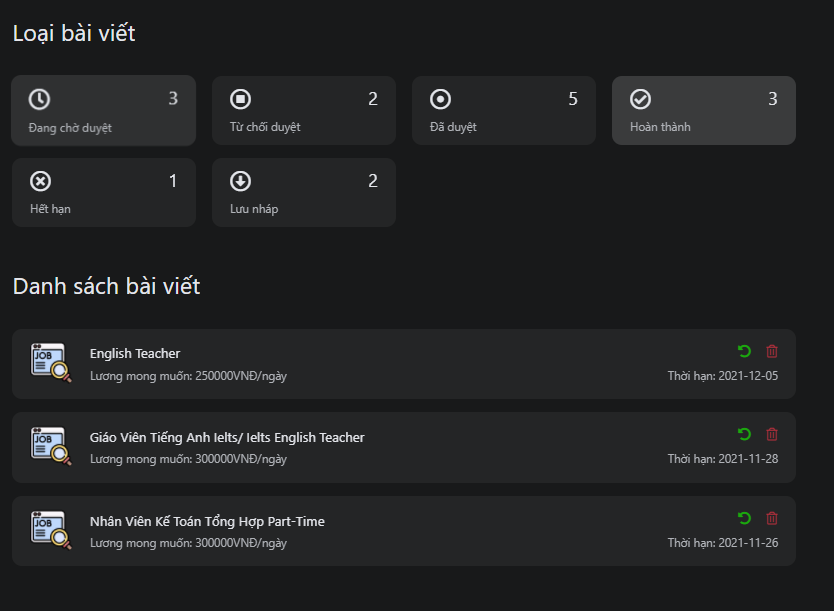 Loại bài viết
3
Đang chờ duyệt
2
Từ chối duyệt
5
Đã duyệt
3
Hoàn thành
1
Hết hạn
2
Lưu nháp
Danh sách bài viết
JOB
English Teacher
Lương mong muốn: 250000VNĐ/ngày
Thời hạn: 2021-12-05
JOB
Giáo Viên Tiếng Anh Ielts/ Ielts English Teacher
Lương mong muốn: 300000VNĐ/ngày
Thời hạn: 2021-11-28
JOB
Nhân Viên Kế Toán Tổng Hợp Part-Time
Lương mong muốn: 300000VNĐ/ngày
Thời hạn: 2021-11-26